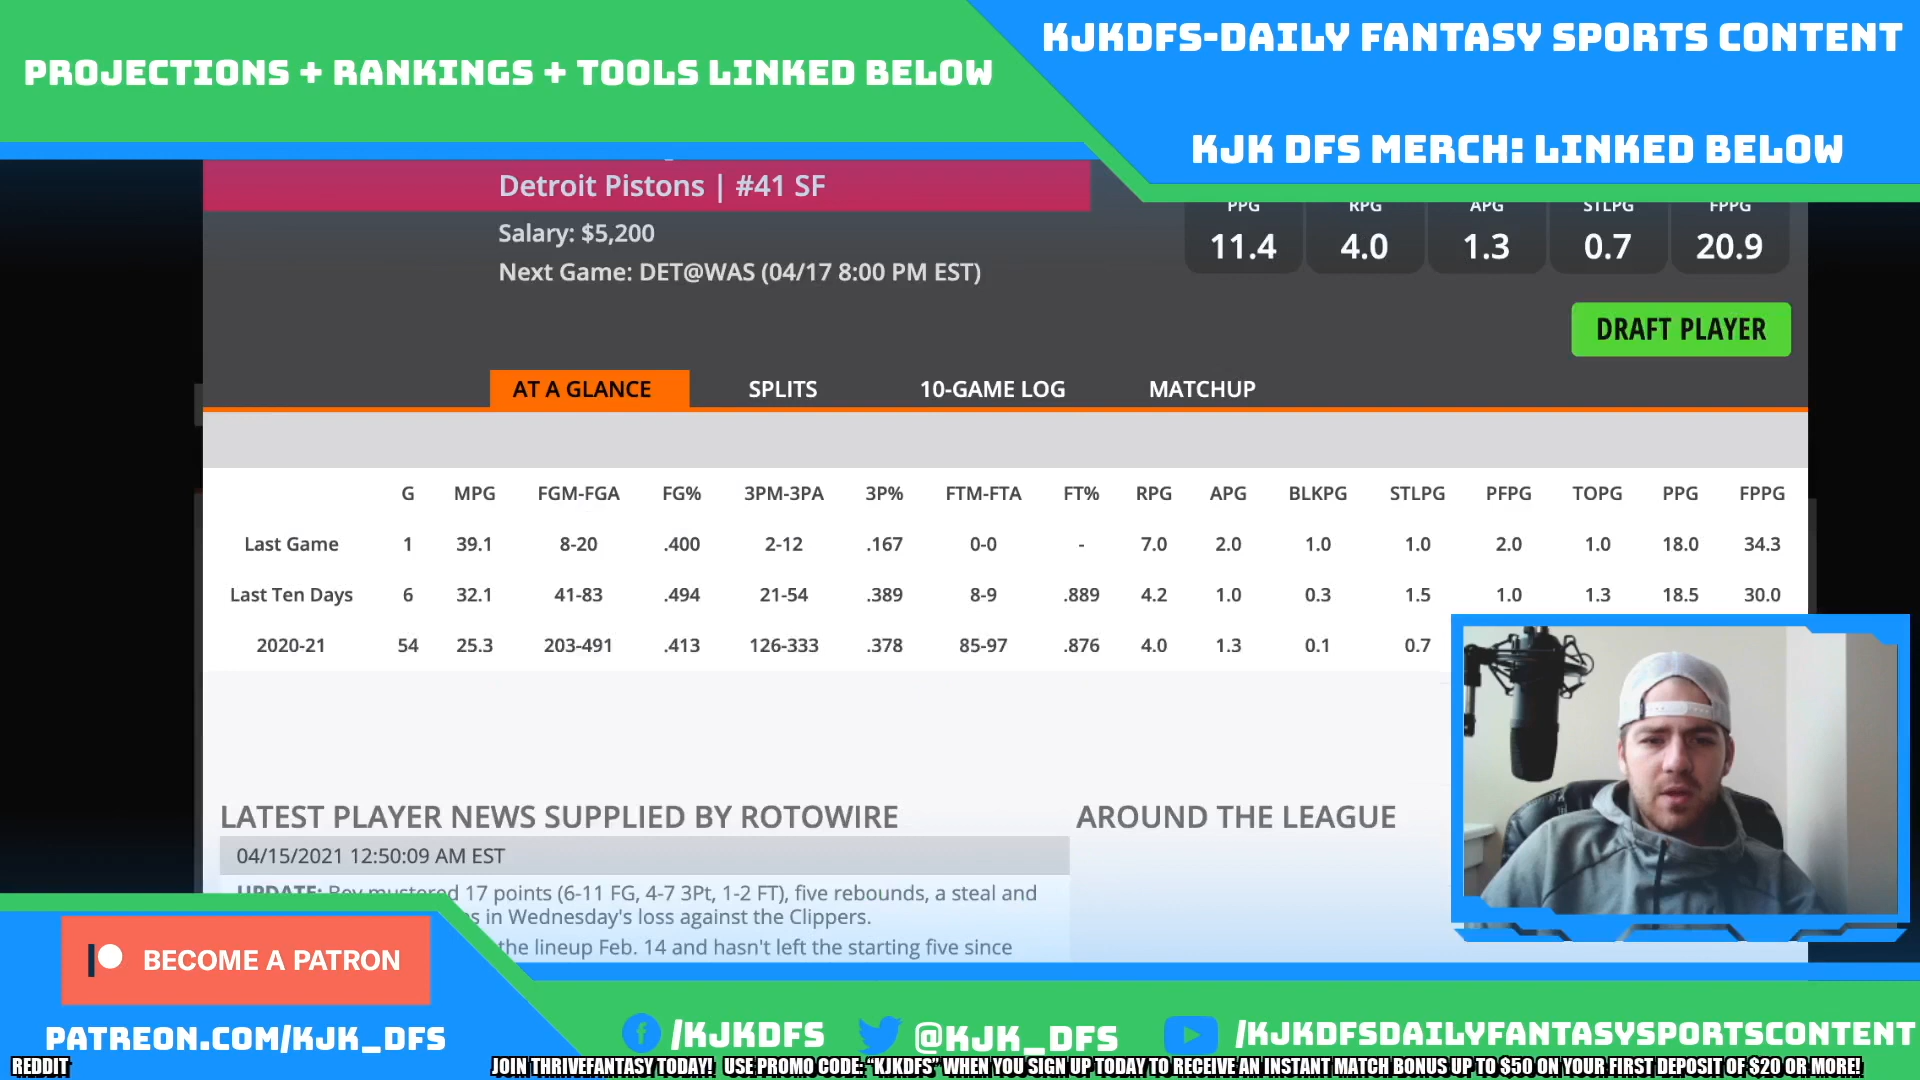 PROJECTIONS + RANKINGS + TOOLS LINKED BELOW
KJKDFS-DAILY FANTASY SPORTS CONTENT
KJK DFS MERCH: LINKED BELOW
Detroit Pistons | #41 SF
Salary: $5,200
Next Game: DET@WAS (04/17 8:00 PM EST)
PPG RPG APG STLPG FPPG
11.4 4.0 1.3 0.7 20.9
DRAFT PLAYER
AT A GLANCE SPLITS 10-GAME LOG MATCHUP
G MPG FGM-FGA FG% 3PM-3PA 3P% FTM-FTA FT% RPG APG BLKPG STLPG PFPG TOPG PPG FPPG
Last Game 1 39.1 8-20 .400 2-12 .167 0-0 - 7.0 2.0 1.0 1.0 2.0 1.0 18.0 34.3
Last Ten Days 6 32.1 41-83 .494 21-54 .389 8-9 .889 4.2 1.0 0.3 1.5 1.0 1.3 18.5 30.0
2020-21 54 25.3 203-491 .413 126-333 .378 85-97 .876 4.0 1.3 0.1 0.7
LATEST PLAYER NEWS SUPPLIED BY ROTOWIRE
AROUND THE LEAGUE
04/15/2021 12:50:09 AM EST
UPDATE: Bey mustered 17 points (6-11 FG, 4-7 3Pt, 1-2 FT), five rebounds, a steal and
in Wednesday's loss against the Clippers.
the lineup Feb. 14 and hasn't left the starting five since
BECOME A PATRON
PATREON.COM/KJK_DFS
/KJKDFS @KJK_DFS /KJKDFSDAILYFANTASYSPORTSCONTENT
REDDIT JOIN THRIVEFANTASY TODAY! USE PROMO CODE: "KJKDFS" WHEN YOU SIGN UP TODAY TO RECEIVE AN INSTANT MATCH BONUS UP TO $50 ON YOUR FIRST DEPOSIT OF $20 OR MORE!